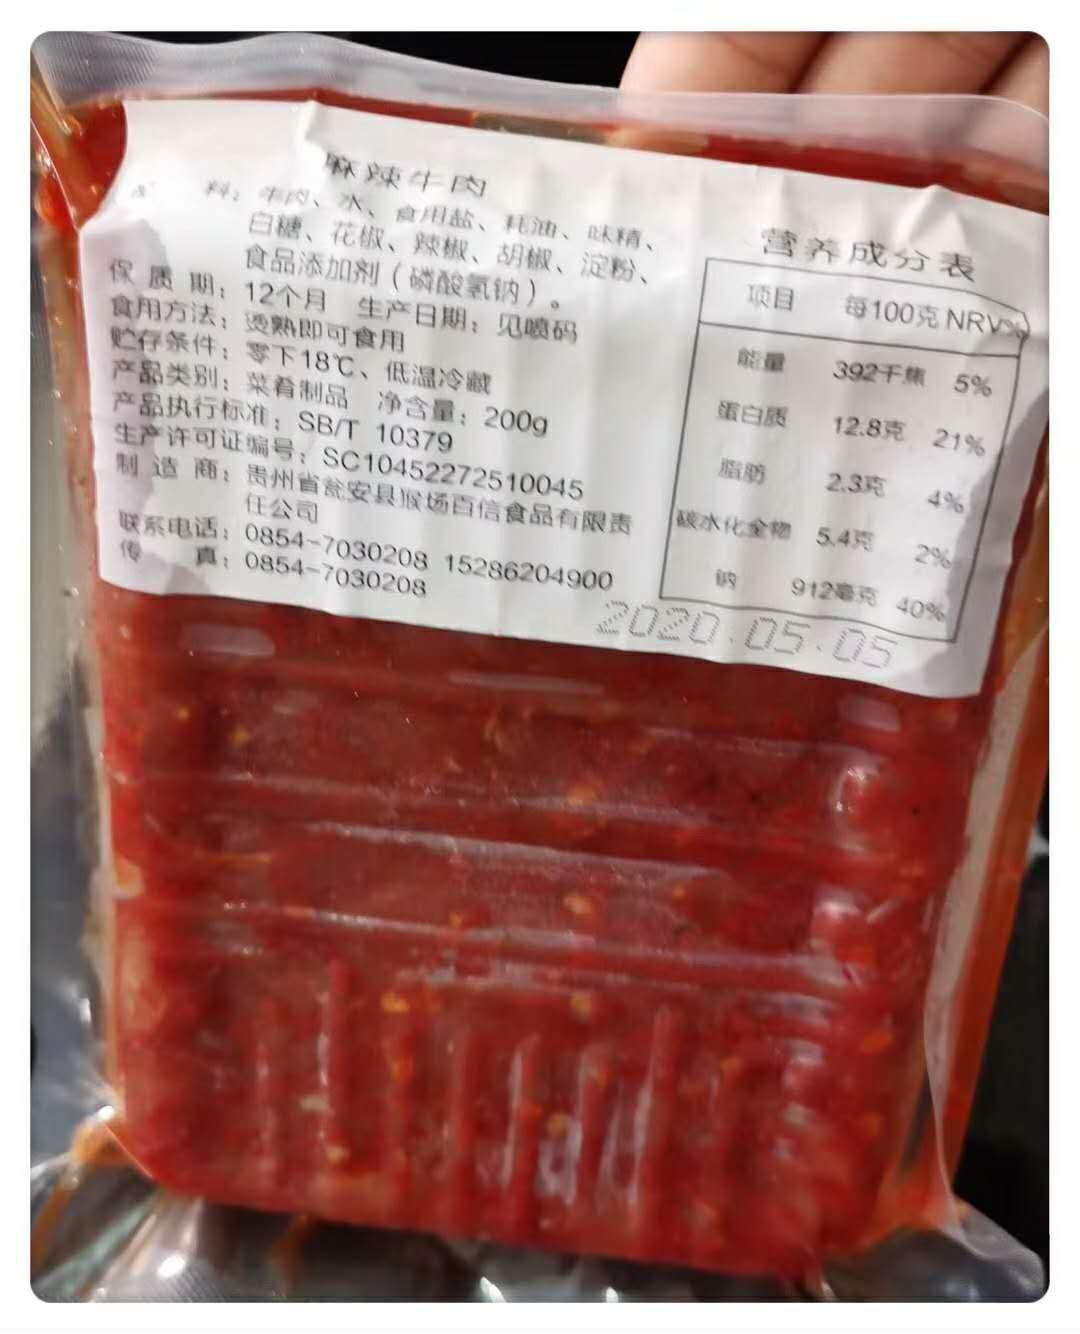 麻辣牛肉
配 料：牛肉、水、食用盐、耗油、味精、
白糖、花椒、辣椒、胡椒、淀粉、
食品添加剂（磷酸氢钠）。
保 质 期：12个月 生产日期：见喷码
食用方法：烫熟即可食用
贮存条件：零下18℃、低温冷藏
产品类别：菜肴制品 净含量：200g
产品执行标准：SB/T 10379
生产许可证编号：SC10452272510045
制 造 商：贵州省瓮安县猴场百信食品有限责
任公司
联系电话：0854-7030208 15286204900
传 真：0854-7030208
营养成分表
项目 每100克 NRV%
能量 392千焦 5%
蛋白质 12.8克 21%
脂肪 2.3克 4%
碳水化全物 5.4克 2%
钠 912毫克 40%
2020.05.05